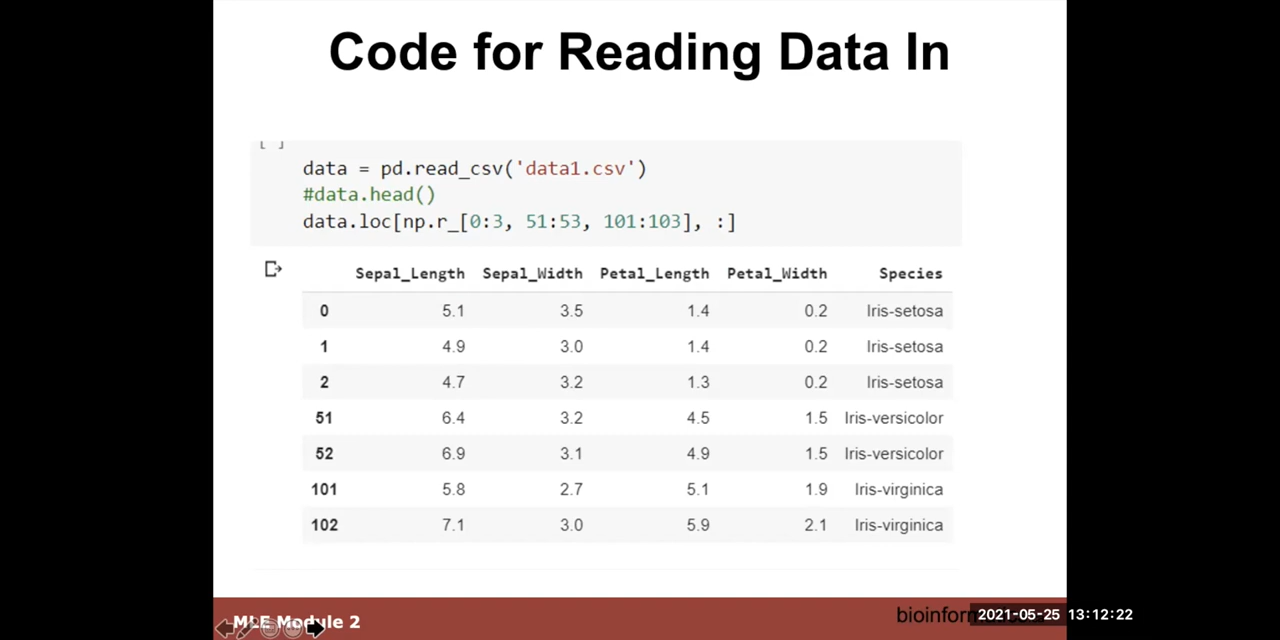 Code for Reading Data In
[ ]
data = pd.read_csv('data1.csv')
#data.head()
data.loc[np.r_[0:3, 51:53, 101:103], :]
Sepal_Length Sepal_Width Petal_Length Petal_Width Species
0 5.1 3.5 1.4 0.2 Iris-setosa
1 4.9 3.0 1.4 0.2 Iris-setosa
2 4.7 3.2 1.3 0.2 Iris-setosa
51 6.4 3.2 4.5 1.5 Iris-versicolor
52 6.9 3.1 4.9 1.5 Iris-versicolor
101 5.8 2.7 5.1 1.9 Iris-virginica
102 7.1 3.0 5.9 2.1 Iris-virginica
MLE Module 2
2021-05-25 13:12:22